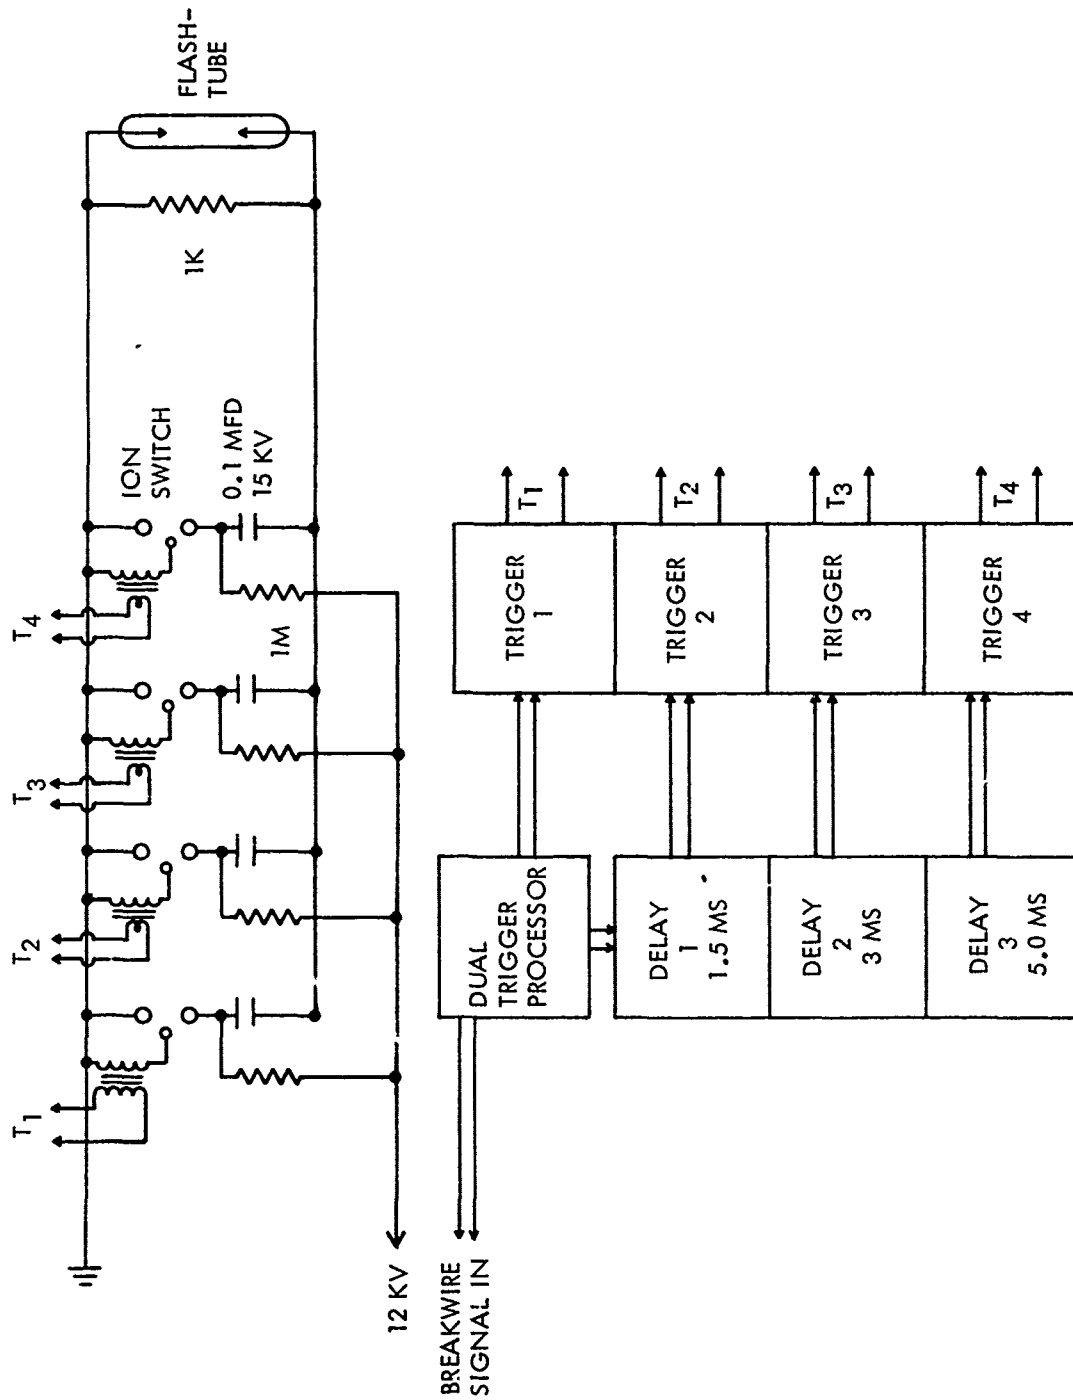 T1
T2
T3
T4
ION
SWITCH
0.1 MFD
15 KV
1M
1K
FLASH-
TUBE
12 KV
BREAKWIRE
SIGNAL IN
DUAL
TRIGGER
PROCESSOR
DELAY
1
1.5 MS
DELAY
2
3 MS
DELAY
3
5.0 MS
TRIGGER
1
TRIGGER
2
TRIGGER
3
TRIGGER
4
T1
T2
T3
T4